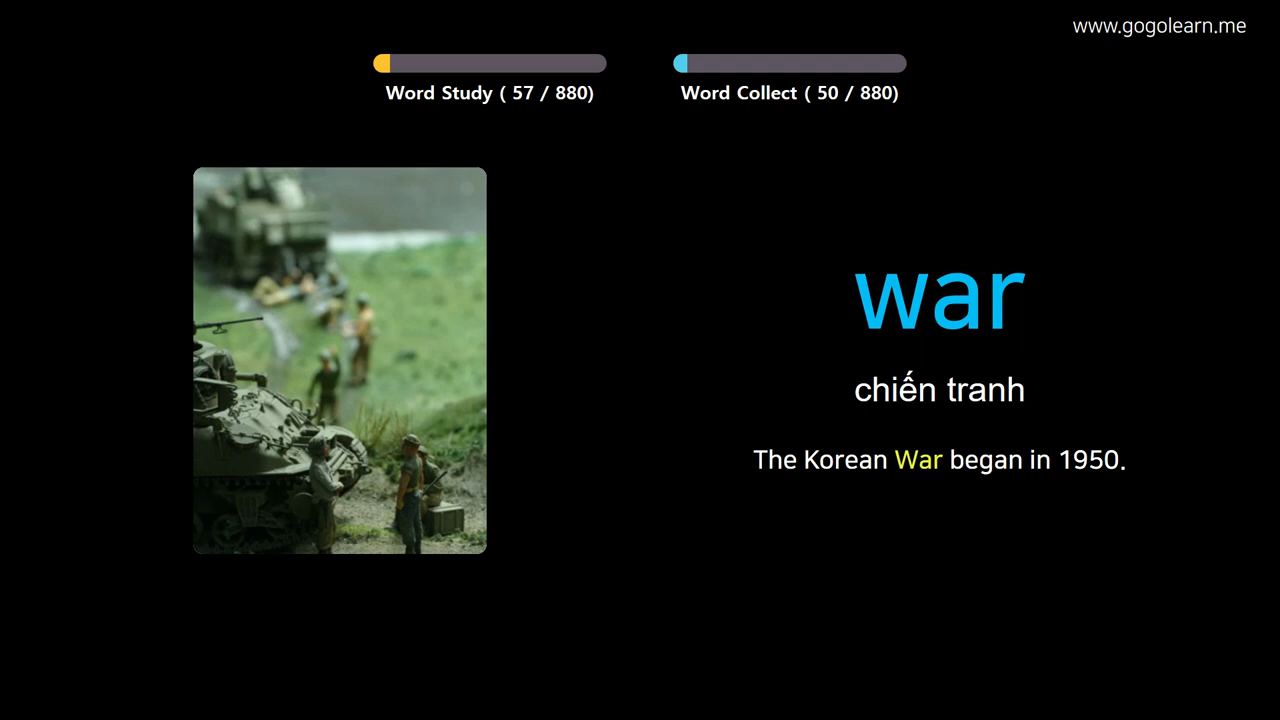 www.gogolearn.me
Word Study ( 57 / 880)
Word Collect ( 50 / 880)
war
chiến tranh
The Korean War began in 1950.